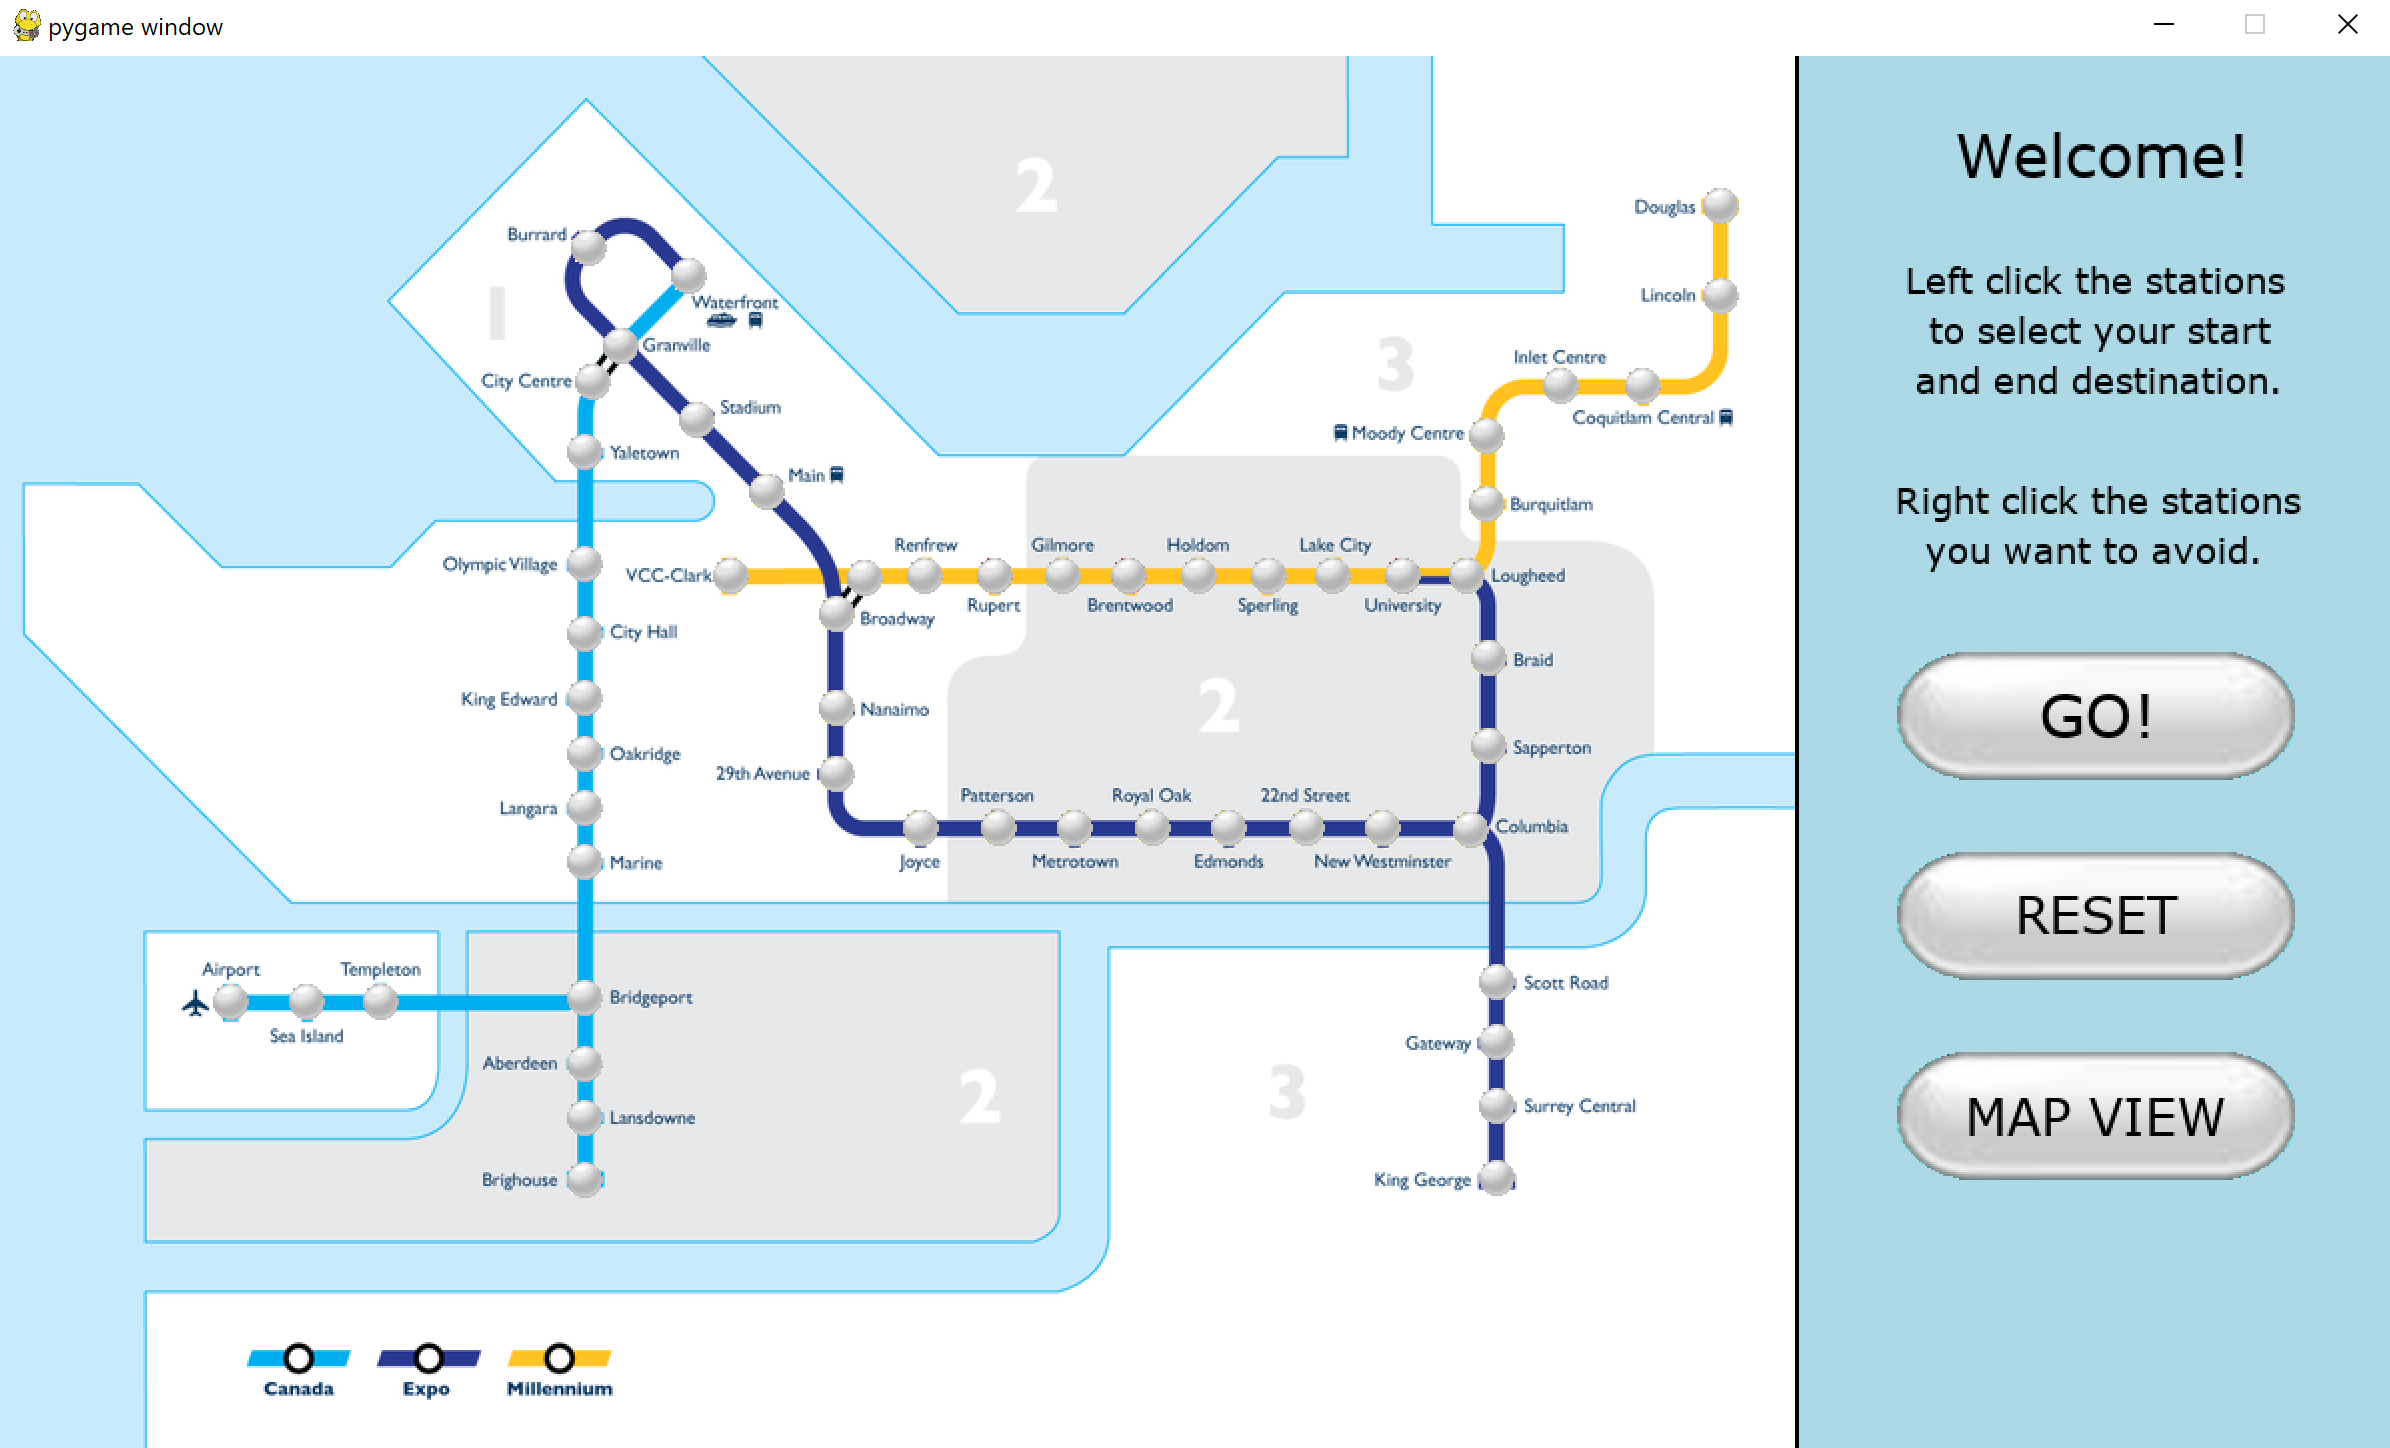 pygame window
2
Douglas
Burrard
Lincoln
Waterfront
1
Granville
3
Inlet Centre
City Centre
Stadium
Coquitlam Central
Moody Centre
Yaletown
Main
Burquitlam
Renfrew
Gilmore
Holdom
Lake City
Olympic Village
VCC-Clark
Lougheed
Rupert
Brentwood
Sperling
University
Broadway
City Hall
Braid
King Edward
Nanaimo
2
Oakridge
Sapperton
29th Avenue
Patterson
Royal Oak
22nd Street
Langara
Columbia
Marine
Joyce
Metrotown
Edmonds
New Westminster
Airport
Templeton
Scott Road
Bridgeport
Sea Island
Gateway
Aberdeen
2
3
Surrey Central
Lansdowne
Brighouse
King George
Canada
Expo
Millennium
Welcome!
Left click the stations
to select your start
and end destination.
Right click the stations
you want to avoid.
GO!
RESET
MAP VIEW